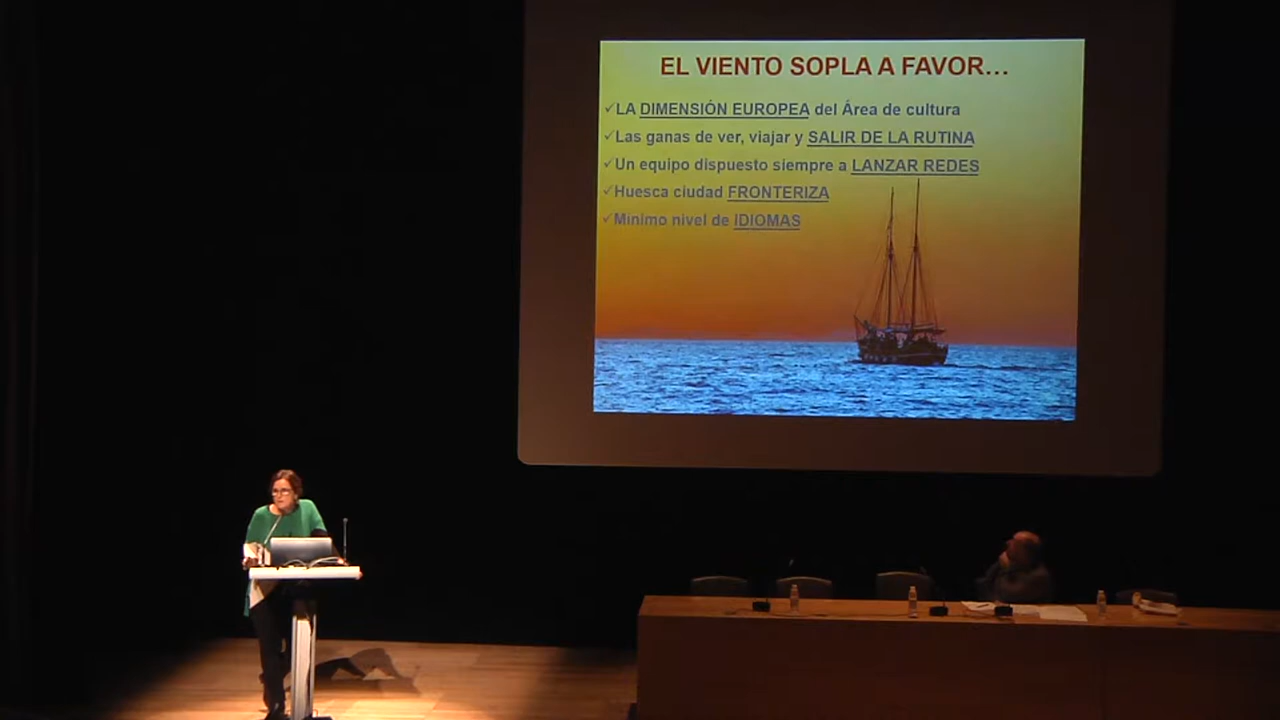 EL VIENTO SOPLA A FAVOR...
✓LA DIMENSIÓN EUROPEA del Área de cultura
✓Las ganas de ver, viajar y SALIR DE LA RUTINA
✓Un equipo dispuesto siempre a LANZAR REDES
✓Huesca ciudad FRONTERIZA
✓Mínimo nivel de IDIOMAS